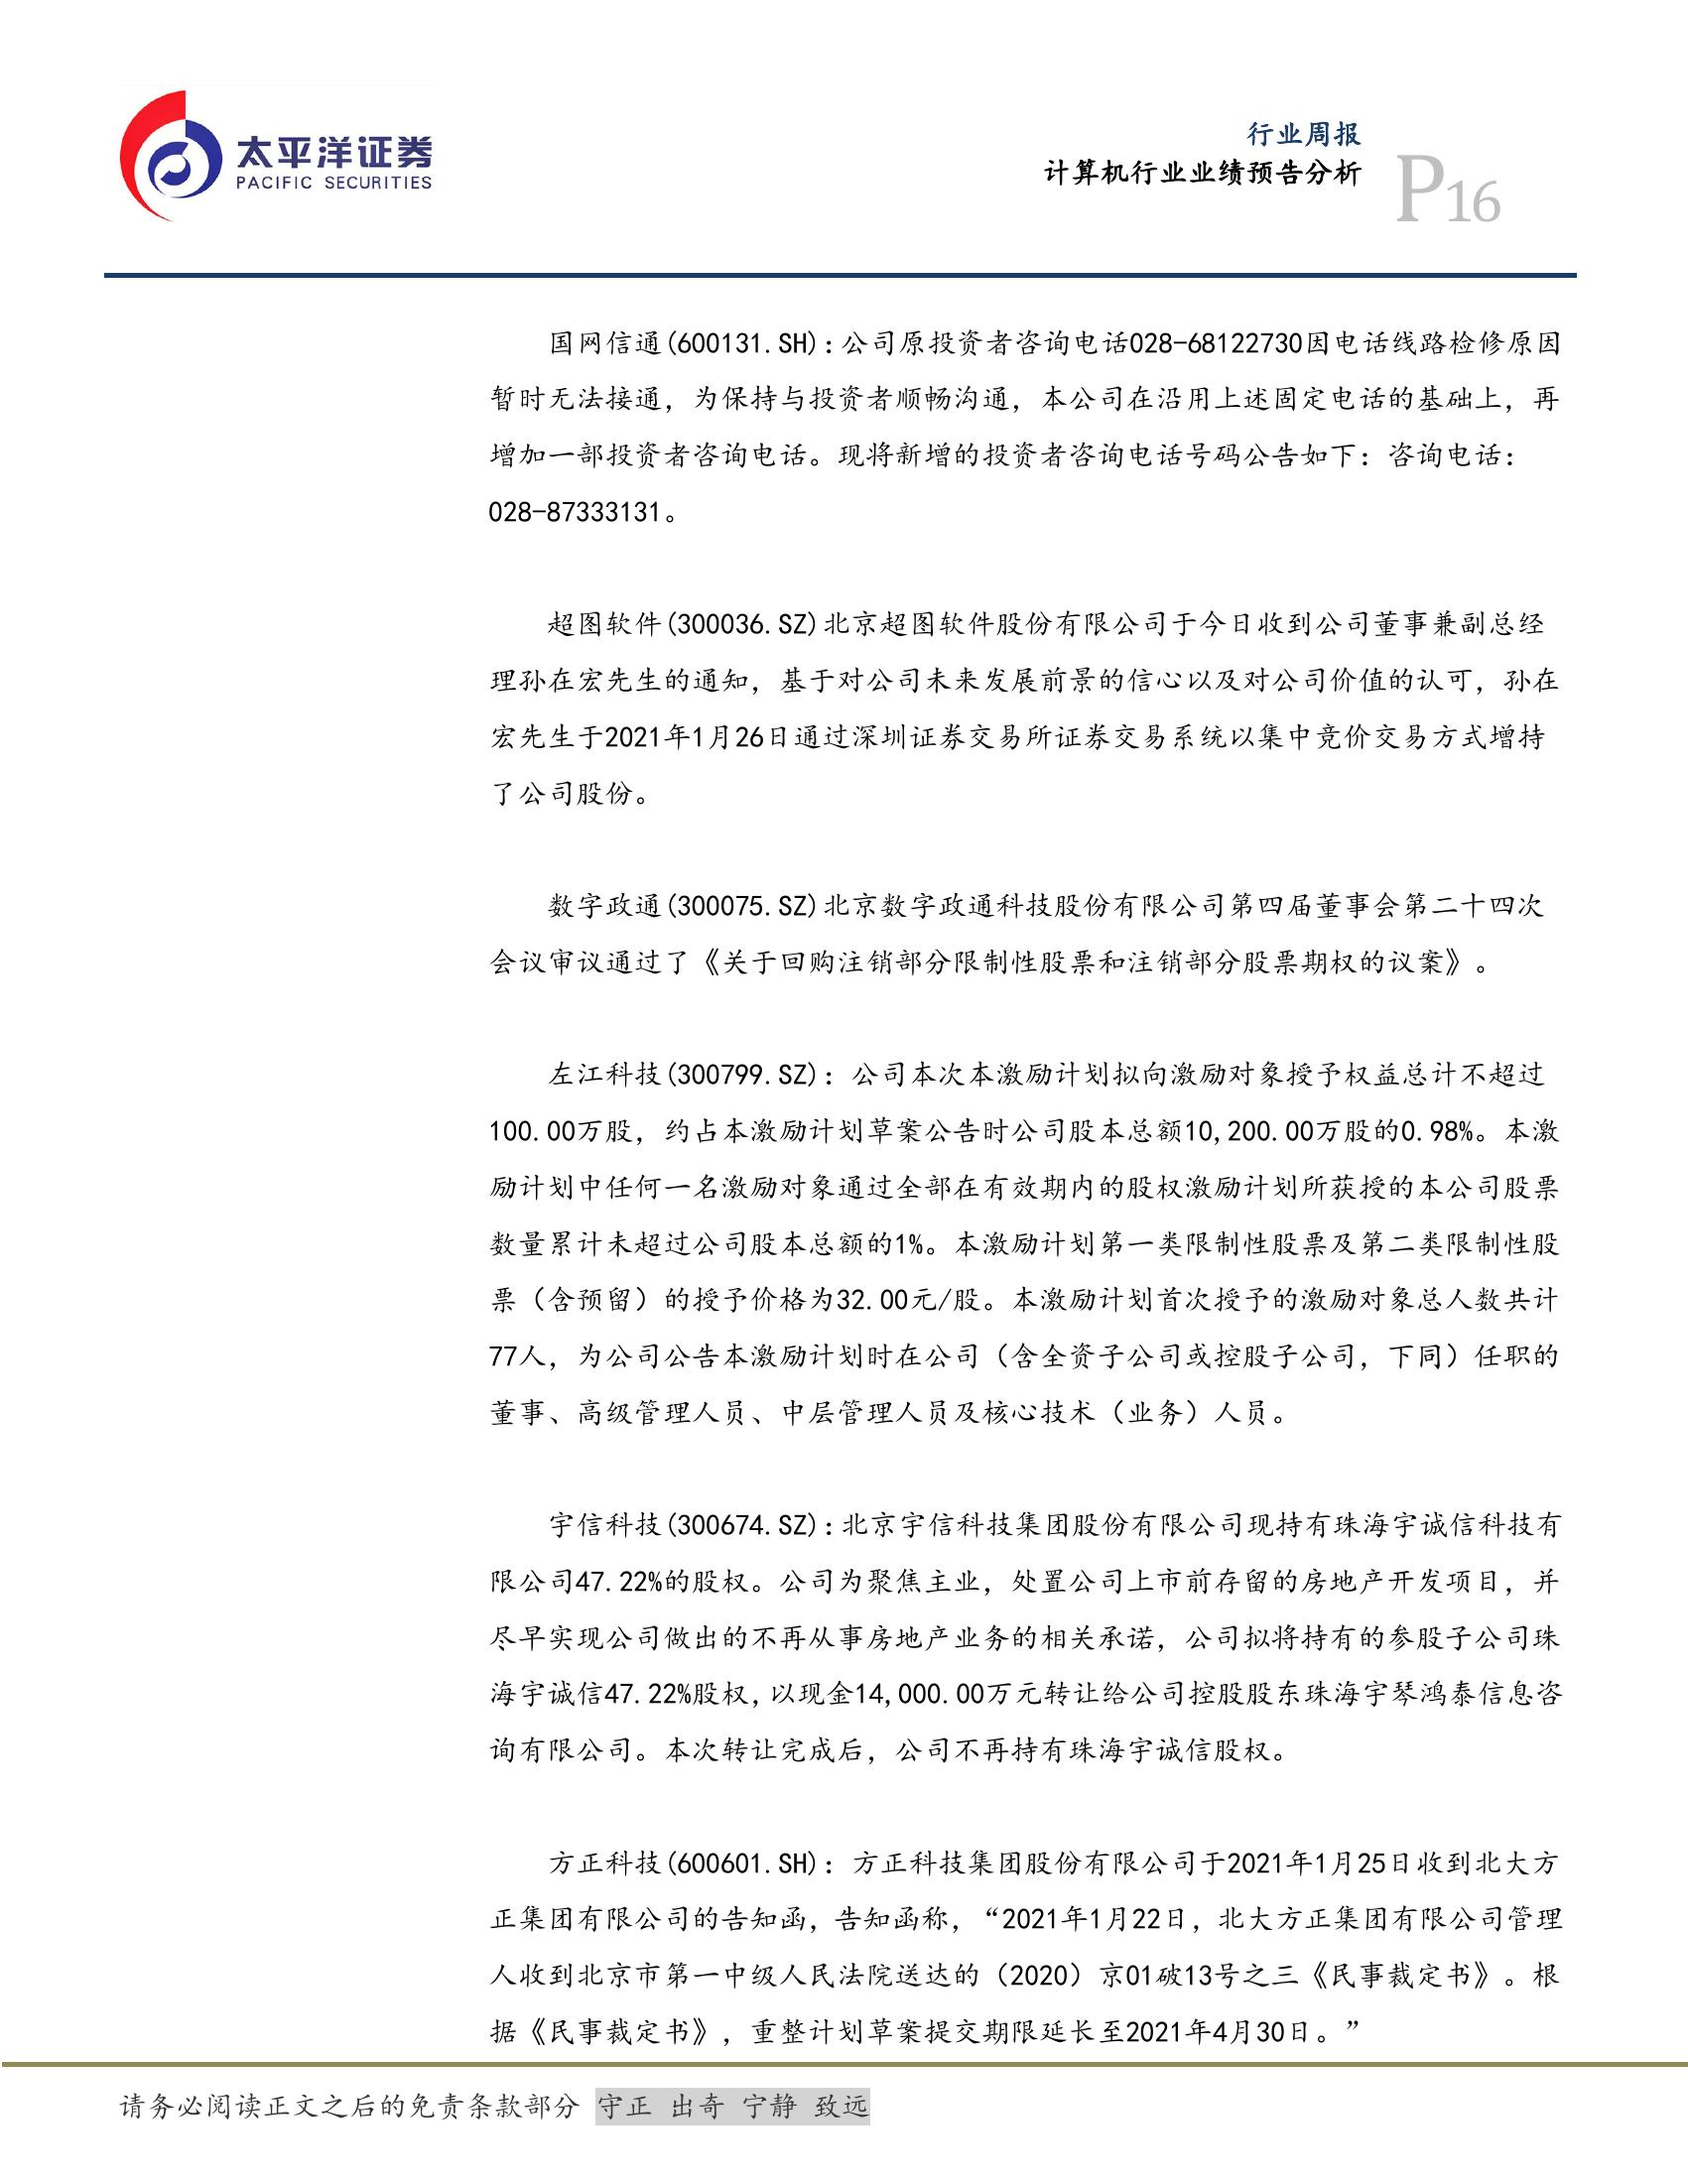 太平洋证券
PACIFIC SECURITIES
行业周报
计算机行业业绩预告分析
P16
国网信通(600131.SH):公司原投资者咨询电话028-68122730因电话线路检修原因
暂时无法接通，为保持与投资者顺畅沟通，本公司在沿用上述固定电话的基础上，再
增加一部投资者咨询电话。现将新增的投资者咨询电话号码公告如下：咨询电话：
028-87333131。
超图软件(300036.SZ)北京超图软件股份有限公司于今日收到公司董事兼副总经
理孙在宏先生的通知，基于对公司未来发展前景的信心以及对公司价值的认可，孙在
宏先生于2021年1月26日通过深圳证券交易所证券交易系统以集中竞价交易方式增持
了公司股份。
数字政通(300075.SZ)北京数字政通科技股份有限公司第四届董事会第二十四次
会议审议通过了《关于回购注销部分限制性股票和注销部分股票期权的议案》。
左江科技(300799.SZ)：公司本次本激励计划拟向激励对象授予权益总计不超过
100.00万股，约占本激励计划草案公告时公司股本总额10,200.00万股的0.98%。本激
励计划中任何一名激励对象通过全部在有效期内的股权激励计划所获授的本公司股票
数量累计未超过公司股本总额的1%。本激励计划第一类限制性股票及第二类限制性股
票（含预留）的授予价格为32.00元/股。本激励计划首次授予的激励对象总人数共计
77人，为公司公告本激励计划时在公司（含全资子公司或控股子公司，下同）任职的
董事、高级管理人员、中层管理人员及核心技术（业务）人员。
宇信科技(300674.SZ):北京宇信科技集团股份有限公司现持有珠海宇诚信科技有
限公司47.22%的股权。公司为聚焦主业，处置公司上市前存留的房地产开发项目，并
尽早实现公司做出的不再从事房地产业务的相关承诺，公司拟将持有的参股子公司珠
海宇诚信47.22%股权,以现金14,000.00万元转让给公司控股股东珠海宇琴鸿泰信息咨
询有限公司。本次转让完成后，公司不再持有珠海宇诚信股权。
方正科技(600601.SH)：方正科技集团股份有限公司于2021年1月25日收到北大方
正集团有限公司的告知函，告知函称，“2021年1月22日，北大方正集团有限公司管理
人收到北京市第一中级人民法院送达的（2020）京01破13号之三《民事裁定书》。根
据《民事裁定书》，重整计划草案提交期限延长至2021年4月30日。”
请务必阅读正文之后的免责条款部分 守正 出奇 宁静 致远